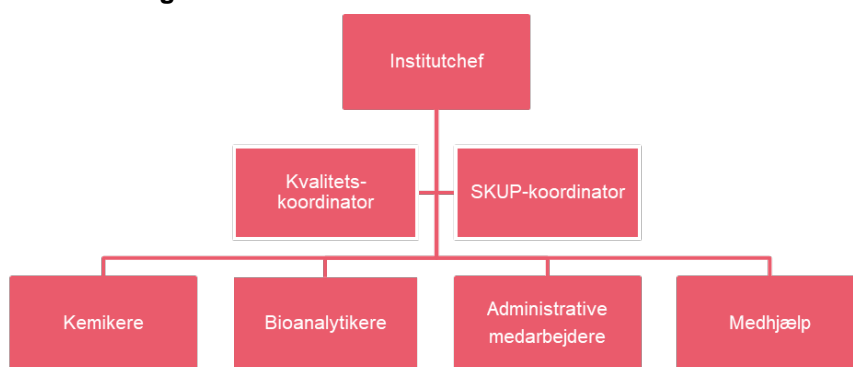 Institutchef
Kvalitets-
koordinator
SKUP-koordinator
Kemikere
Bioanalytikere
Administrative
medarbejdere
Medhjælp